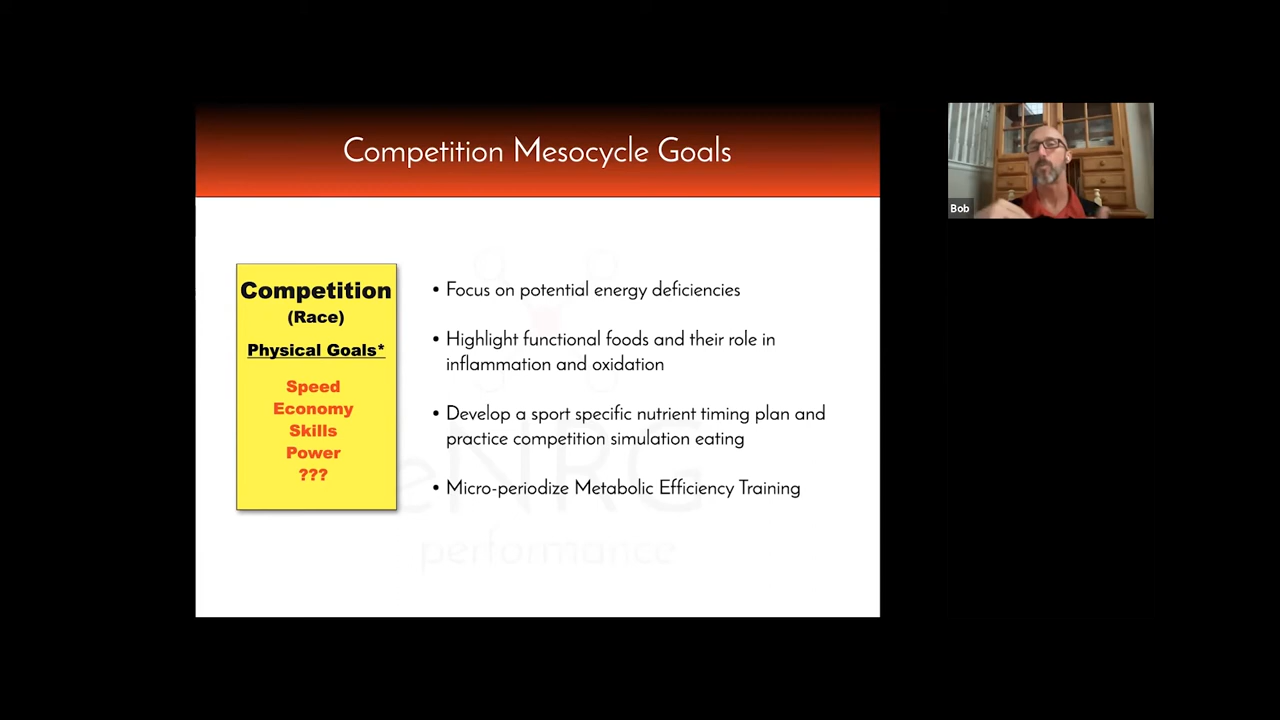 Competition Mesocycle Goals
Competition
(Race)
Physical Goals*
Speed
Economy
Skills
Power
???
• Focus on potential energy deficiencies
• Highlight functional foods and their role in
inflammation and oxidation
• Develop a sport specific nutrient timing plan and
practice competition simulation eating
• Micro-periodize Metabolic Efficiency Training
eNRG
performance
Bob